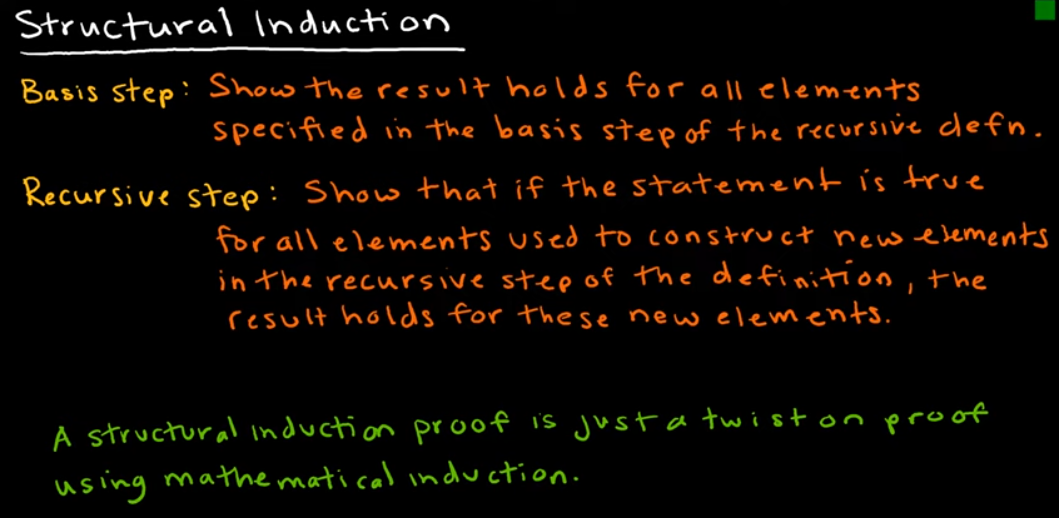 Structural Induction
Basis step: Show the result holds for all elements
specified in the basis step of the recursive defn.
Recursive step: Show that if the statement is true
for all elements used to construct new elements
in the recursive step of the definition, the
result holds for these new elements.
A structural induction proof is just a twist on proof
using mathematical induction.